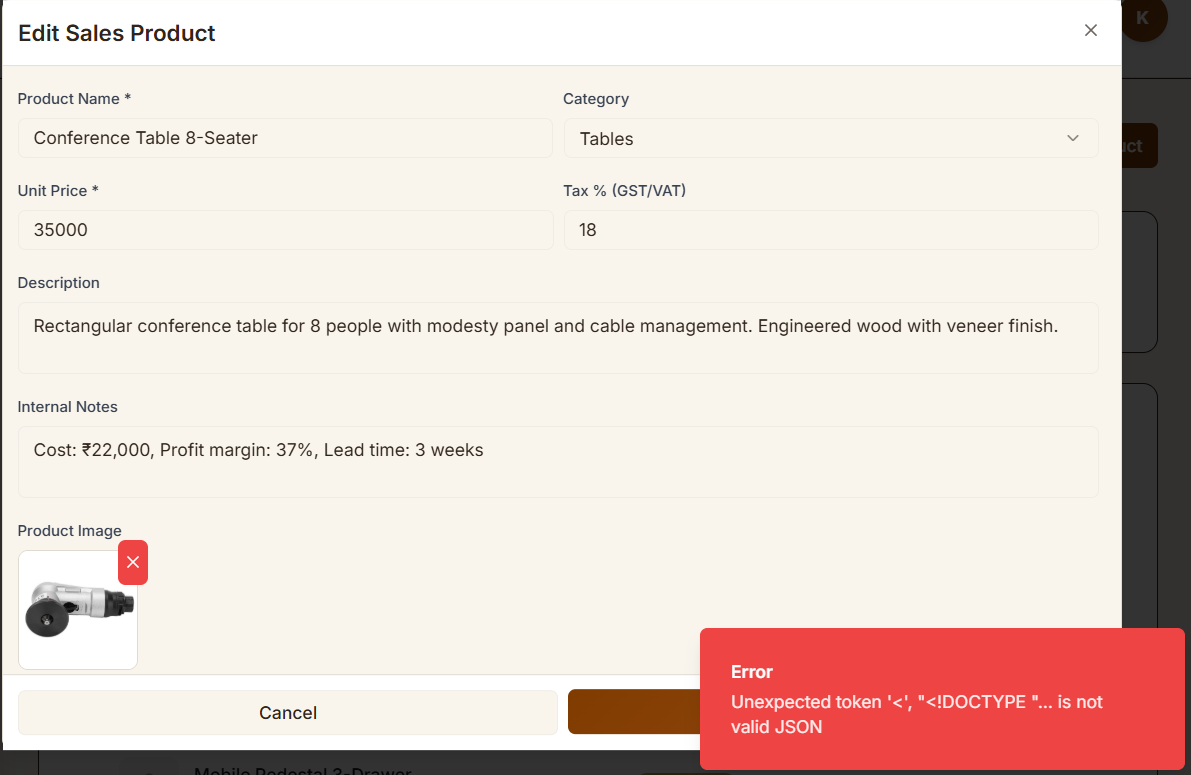 Edit Sales Product
K
Product Name *
Category
Conference Table 8-Seater
Tables
uct
Unit Price *
Tax % (GST/VAT)
35000
18
Description
Rectangular conference table for 8 people with modesty panel and cable management. Engineered wood with veneer finish.
Internal Notes
Cost: ₹22,000, Profit margin: 37%, Lead time: 3 weeks
Product Image
Cancel
Error
Unexpected token '<', "<!DOCTYPE "... is not
valid JSON
Mobile Pedestal 3-Drawer